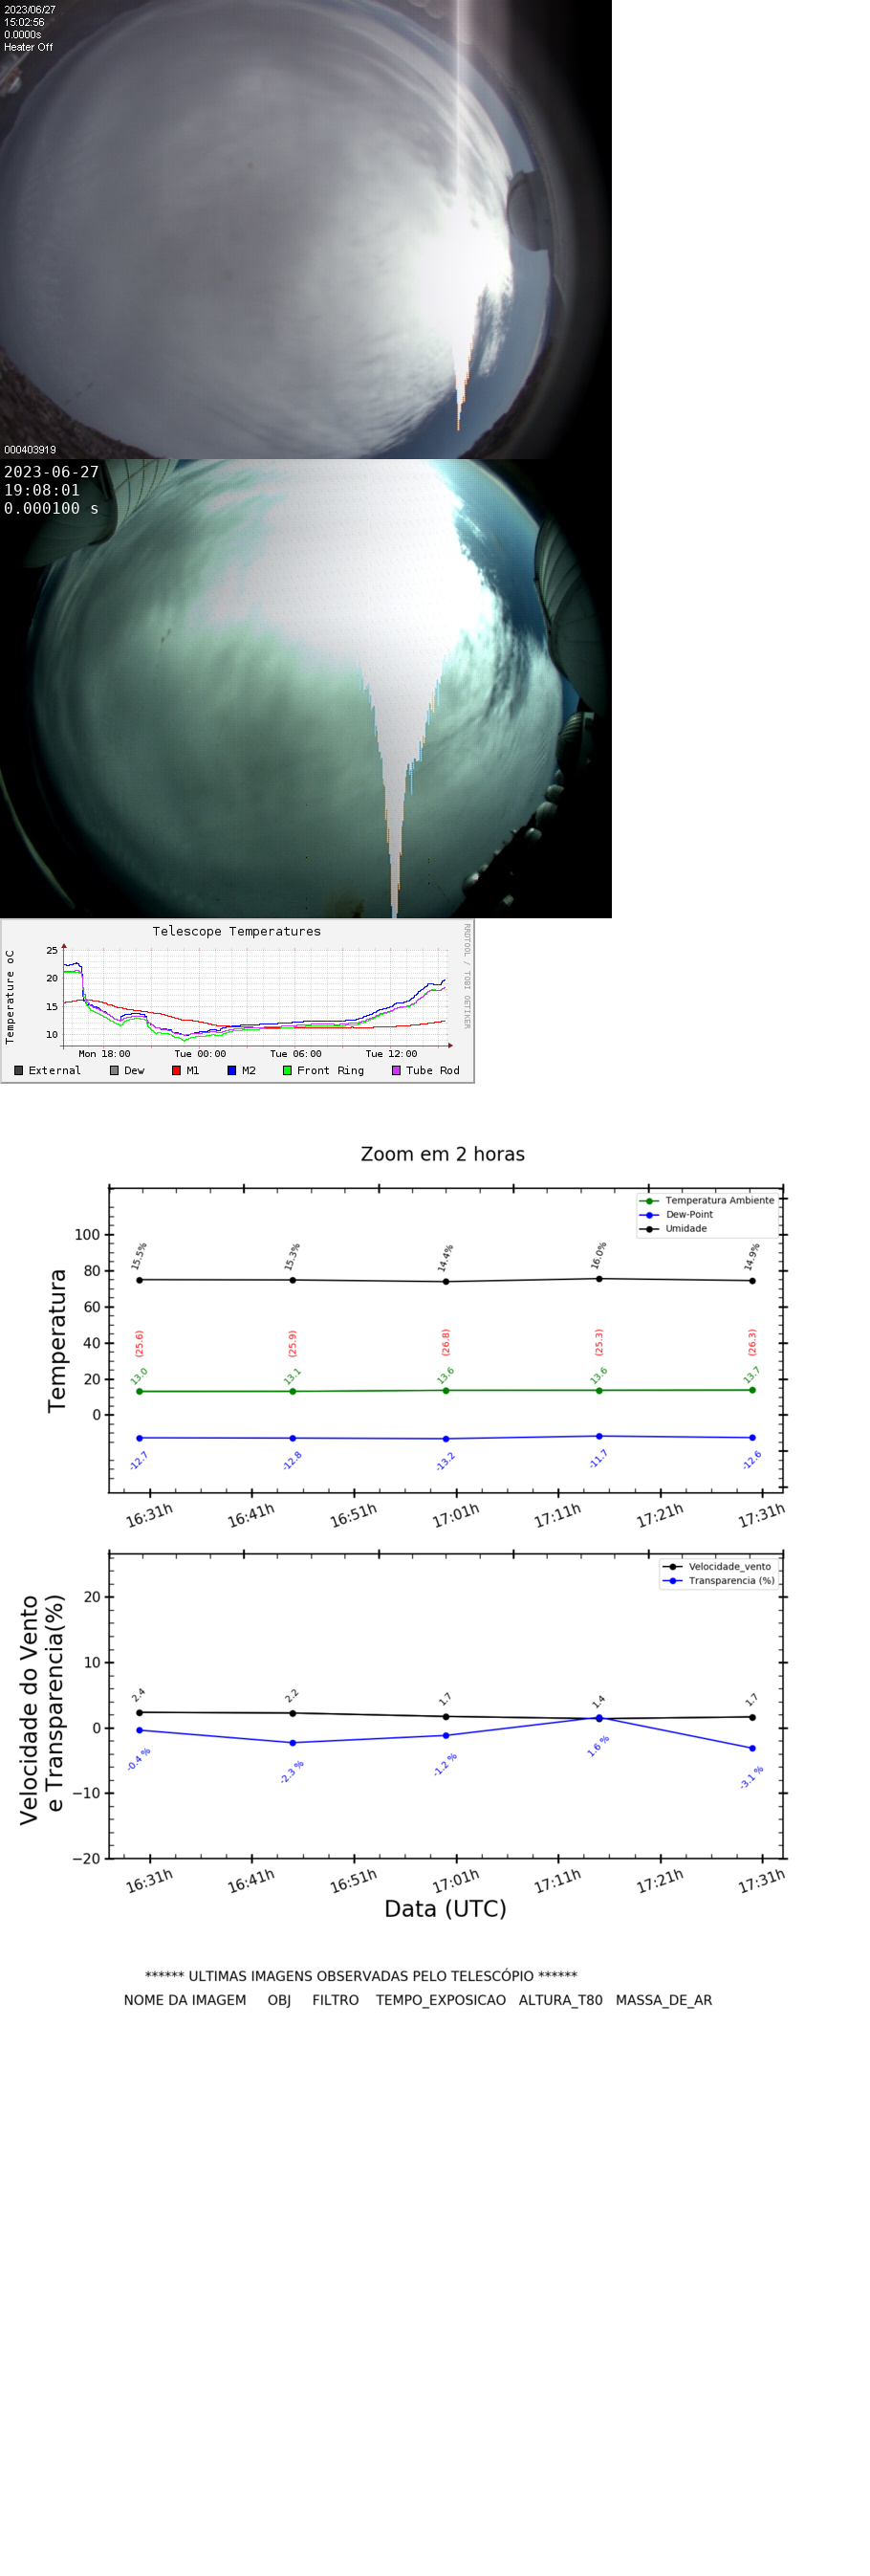 2023/06/27
15:02:56
0.0000s
Heater Off
000403919
2023-06-27
19:08:01
0.000100 s
Telescope Temperatures
RRDTOOL / TOBI OETIKER
Temperature oC
25
20
15
10
Mon 18:00 Tue 00:00 Tue 06:00 Tue 12:00
External Dew M1 M2 Front Ring Tube Rod
Zoom em 2 horas
Temperatura Ambiente
Dew-Point
Umidade
Temperatura
100
80
60
40
20
0
15.5% 15.3% 14.4% 16.0% 14.9%
(25.6) (25.9) (26.8) (25.3) (26.3)
13.0 13.1 13.6 13.6 13.7
-12.7 -12.8 -13.2 -11.7 -12.6
16:31h 16:41h 16:51h 17:01h 17:11h 17:21h 17:31h
Velocidade_vento
Transparencia (%)
Velocidade do Vento
e Transparencia(%)
20
10
0
−10
−20
2.4 2.2 1.7 1.4 1.7
-0.4 % -2.3 % -1.2 % 1.6 % -3.1 %
16:31h 16:41h 16:51h 17:01h 17:11h 17:21h 17:31h
Data (UTC)
****** ULTIMAS IMAGENS OBSERVADAS PELO TELESCÓPIO ******
NOME DA IMAGEM OBJ FILTRO TEMPO_EXPOSICAO ALTURA_T80 MASSA_DE_AR